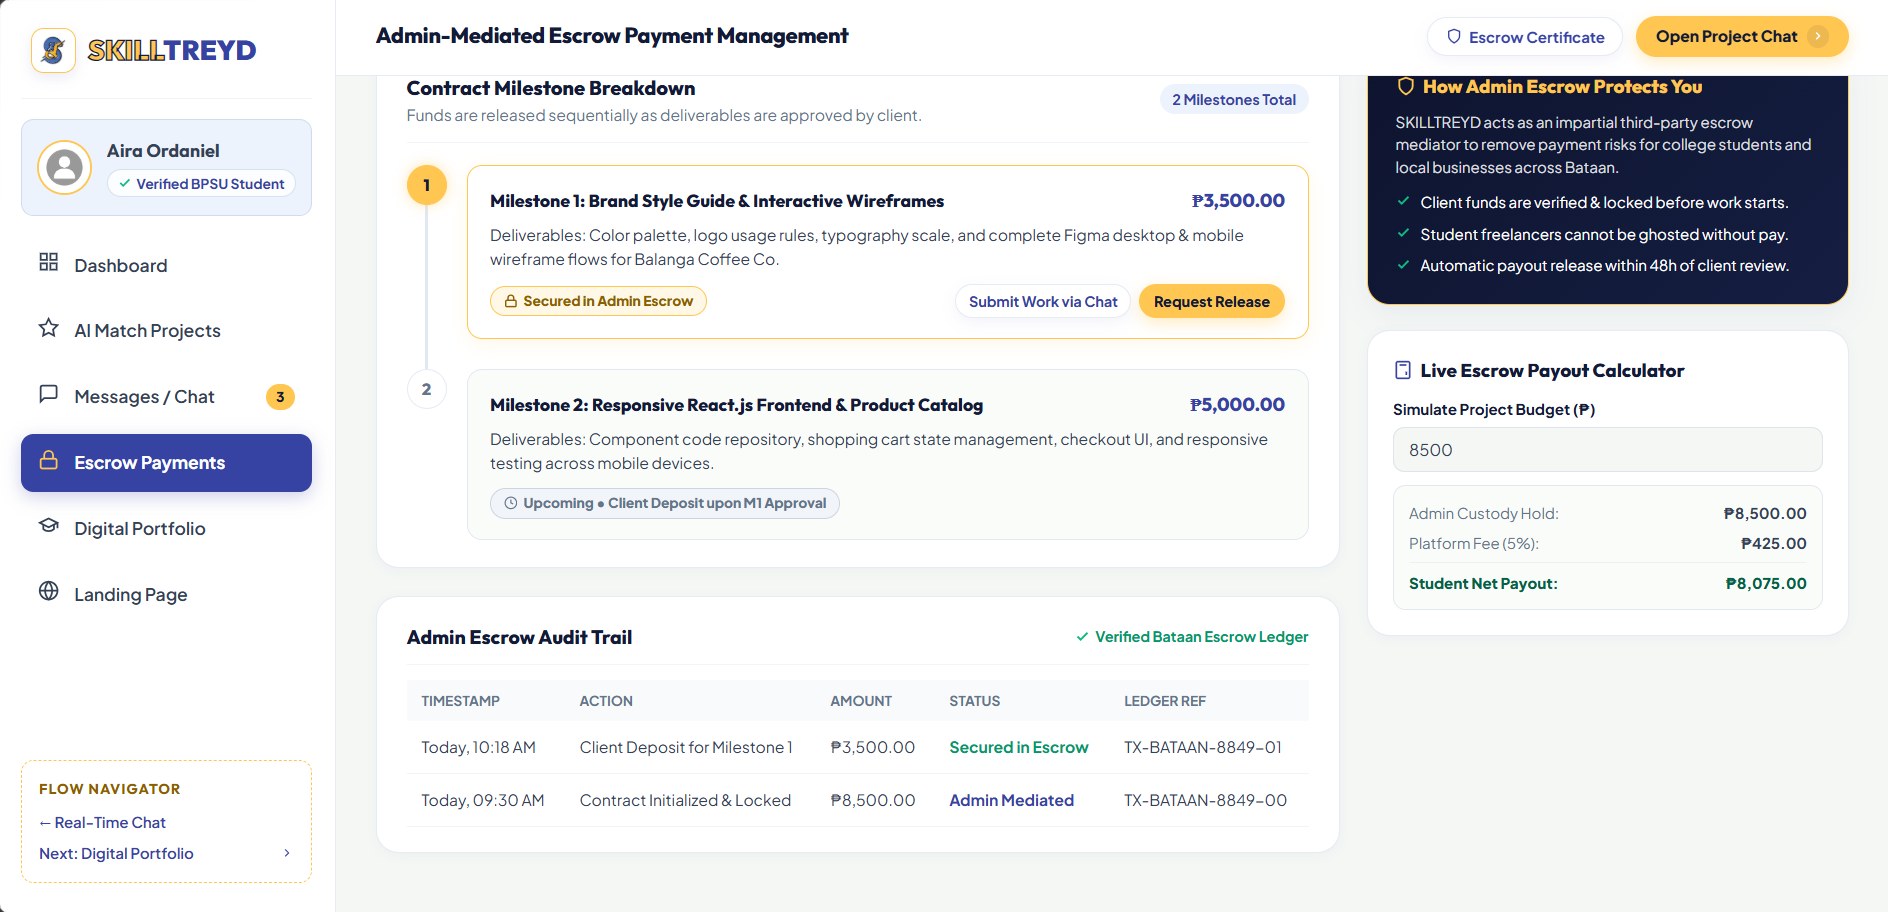 SKILLTREYD
Aira Ordaniel
Verified BPSU Student
Dashboard
AI Match Projects
Messages / Chat
3
Escrow Payments
Digital Portfolio
Landing Page
FLOW NAVIGATOR
← Real-Time Chat
Next: Digital Portfolio
Admin-Mediated Escrow Payment Management
Escrow Certificate
Open Project Chat
Contract Milestone Breakdown
Funds are released sequentially as deliverables are approved by client.
2 Milestones Total
1
Milestone 1: Brand Style Guide & Interactive Wireframes
₱3,500.00
Deliverables: Color palette, logo usage rules, typography scale, and complete Figma desktop & mobile
wireframe flows for Balanga Coffee Co.
Secured in Admin Escrow
Submit Work via Chat
Request Release
2
Milestone 2: Responsive React.js Frontend & Product Catalog
₱5,000.00
Deliverables: Component code repository, shopping cart state management, checkout UI, and responsive
testing across mobile devices.
Upcoming • Client Deposit upon M1 Approval
Admin Escrow Audit Trail
Verified Bataan Escrow Ledger
TIMESTAMP ACTION AMOUNT STATUS LEDGER REF
Today, 10:18 AM Client Deposit for Milestone 1 ₱3,500.00 Secured in Escrow TX-BATAAN-8849-01
Today, 09:30 AM Contract Initialized & Locked ₱8,500.00 Admin Mediated TX-BATAAN-8849-00
How Admin Escrow Protects You
SKILLTREYD acts as an impartial third-party escrow
mediator to remove payment risks for college students and
local businesses across Bataan.
Client funds are verified & locked before work starts.
Student freelancers cannot be ghosted without pay.
Automatic payout release within 48h of client review.
Live Escrow Payout Calculator
Simulate Project Budget (₱)
8500
Admin Custody Hold: ₱8,500.00
Platform Fee (5%): ₱425.00
Student Net Payout: ₱8,075.00